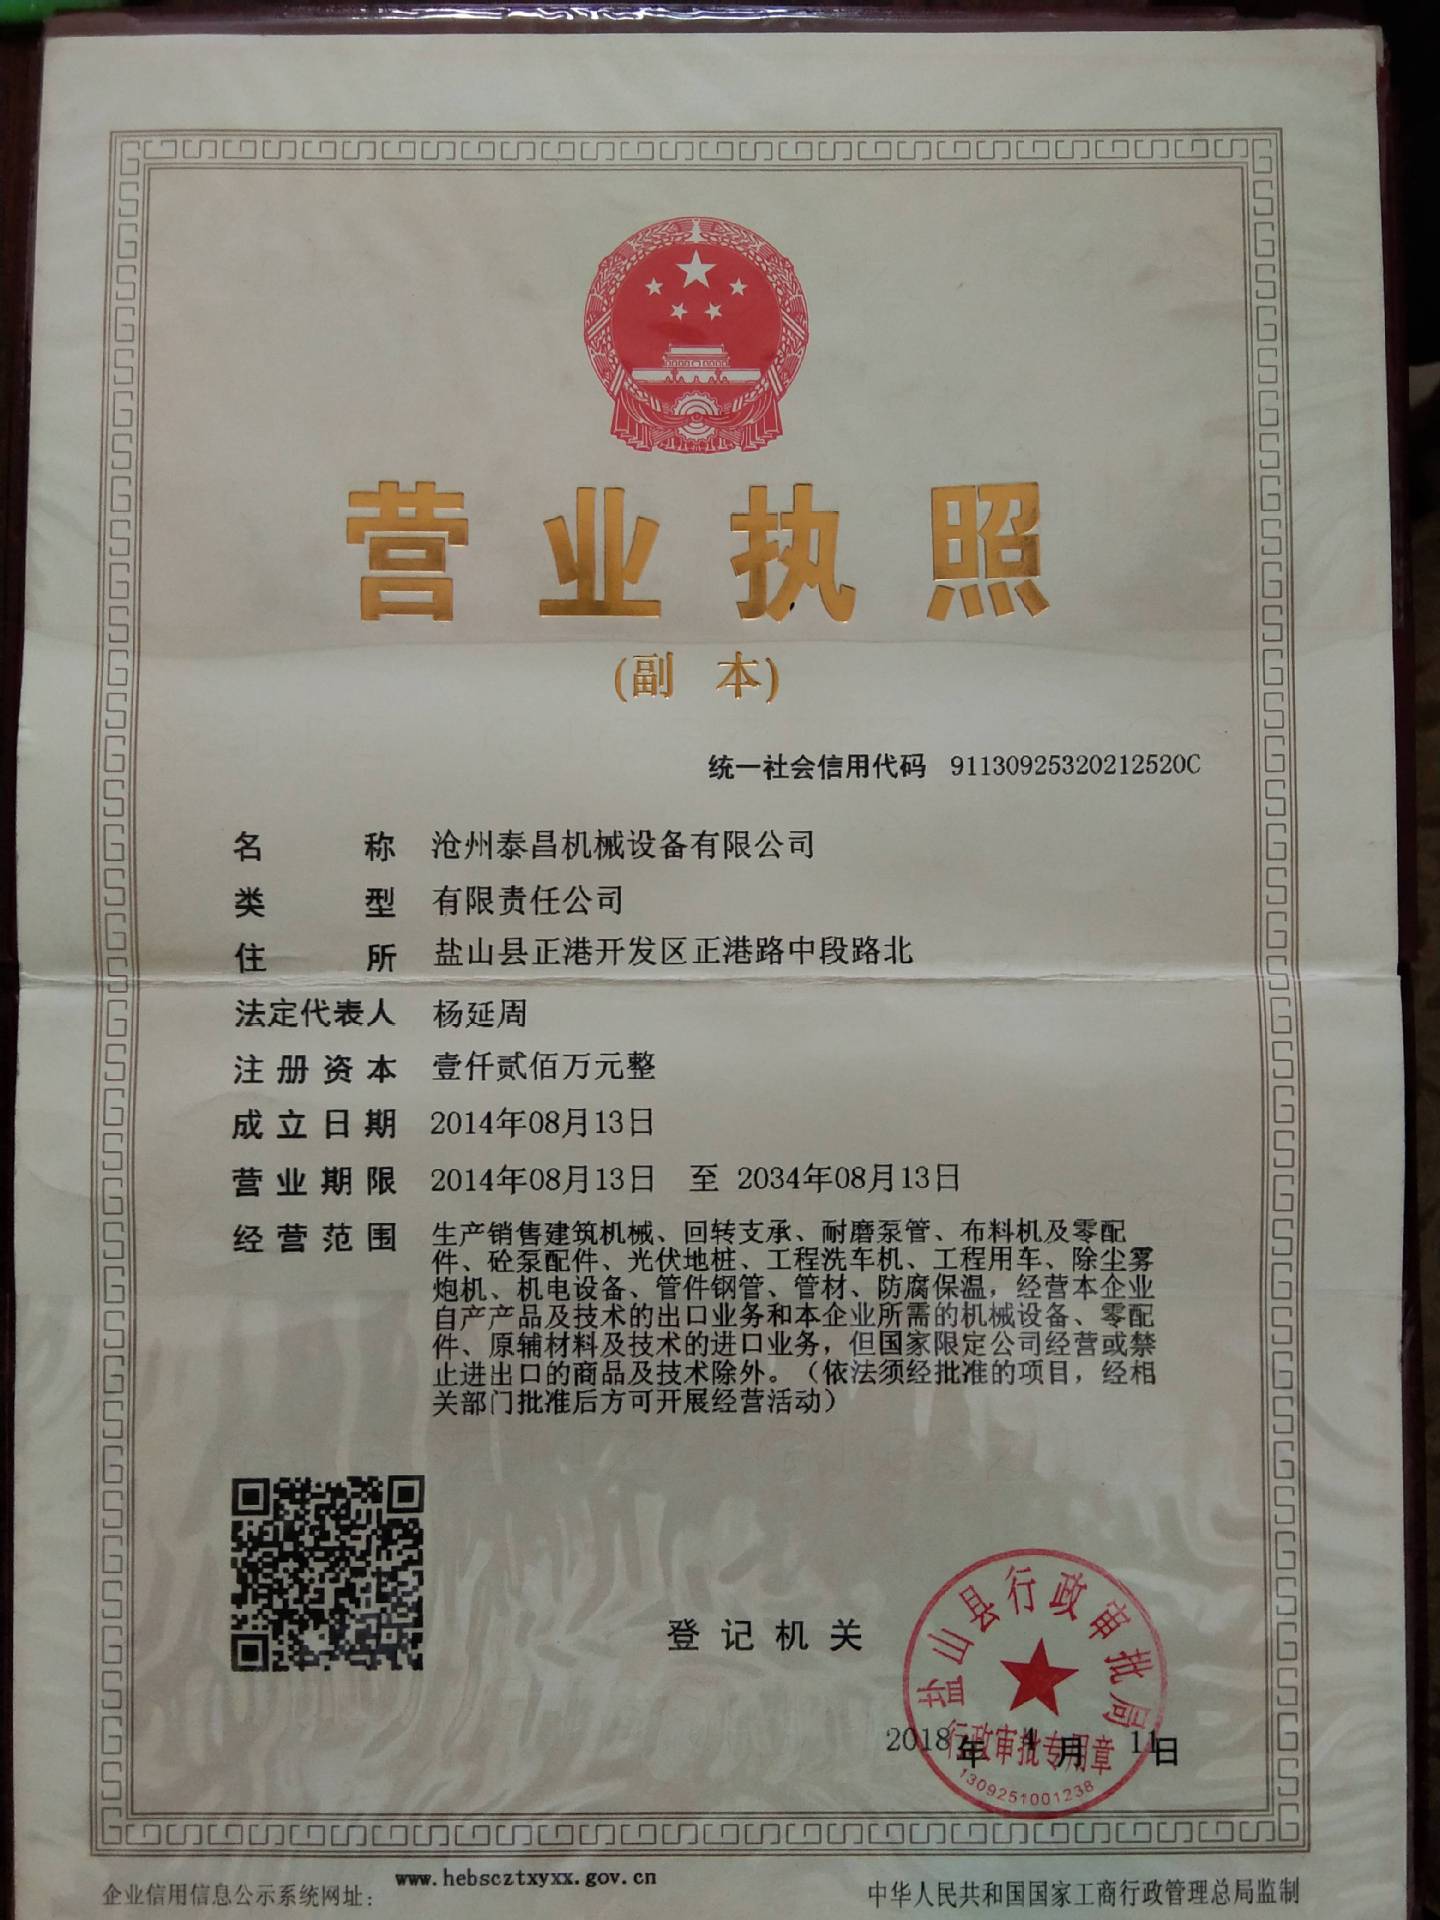 营业执照
(副 本)
统一社会信用代码 91130925320212520C
名 称 沧州泰昌机械设备有限公司
类 型 有限责任公司
住 所 盐山县正港开发区正港路中段路北
法定代表人 杨延周
注册资本 壹仟贰佰万元整
成立日期 2014年08月13日
营业期限 2014年08月13日 至 2034年08月13日
经营范围 生产销售建筑机械、回转支承、耐磨泵管、布料机及零配
件、砼泵配件、光伏地桩、工程洗车机、工程用车、除尘雾
炮机、机电设备、管件钢管、管材、防腐保温，经营本企业
自产产品及技术的出口业务和本企业所需的机械设备、零配
件、原辅材料及技术的进口业务，但国家限定公司经营或禁
止进出口的商品及技术除外。（依法须经批准的项目，经相
关部门批准后方可开展经营活动）
登记机关
盐山县行政审批局
行政审批专用章
1309251001238
2018年 4月 11日
企业信用信息公示系统网址： www.hebscztxyxx.gov.cn
中华人民共和国国家工商行政管理总局监制